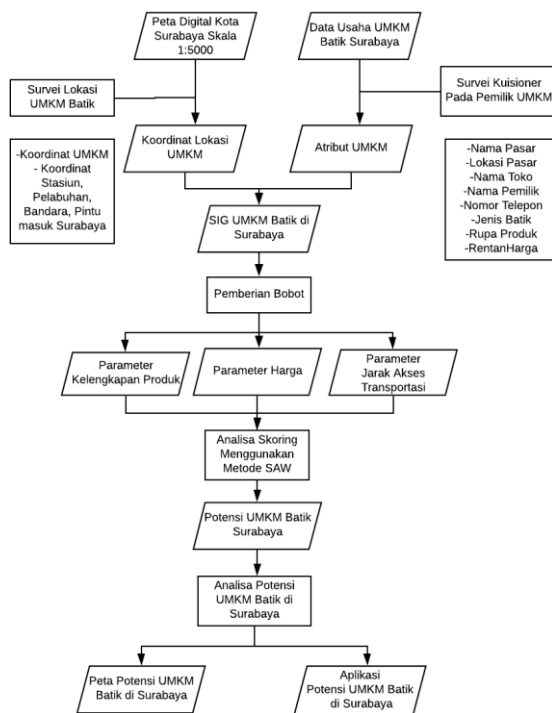 Peta Digital Kota
Surabaya Skala
1:5000
Data Usaha UMKM
Batik Surabaya
Survei Lokasi
UMKM Batik
Survei Kuisioner
Pada Pemilik UMKM
Koordinat Lokasi
UMKM
Atribut UMKM
-Koordinat UMKM
- Koordinat
Stasiun,
Pelabuhan,
Bandara, Pintu
masuk Surabaya
-Nama Pasar
-Lokasi Pasar
-Nama Toko
-Nama Pemilik
-Nomor Telepon
-Jenis Batik
-Rupa Produk
-RentanHarga
SIG UMKM Batik di
Surabaya
Pemberian Bobot
Parameter
Kelengkapan Produk
Parameter Harga
Parameter
Jarak Akses
Transportasi
Analisa Skoring
Menggunakan
Metode SAW
Potensi UMKM Batik
Surabaya
Analisa Potensi
UMKM Batik di
Surabaya
Peta Potensi UMKM
Batik di Surabaya
Aplikasi
Potensi UMKM Batik
di Surabaya